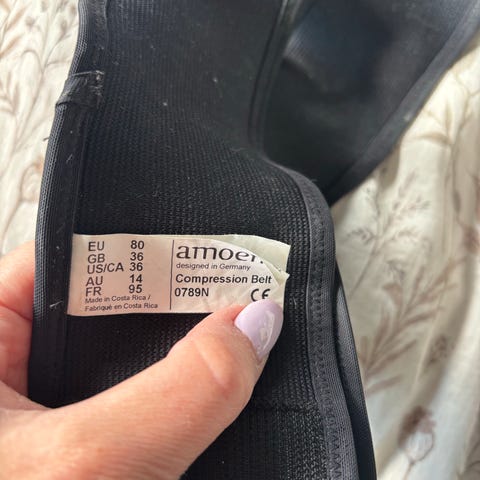 EU 80
GB 36
US/CA 36
AU 14
FR 95
Made in Costa Rica /
Fabriqué en Costa Rica
designed in Germany
Compression Belt
0789N CE